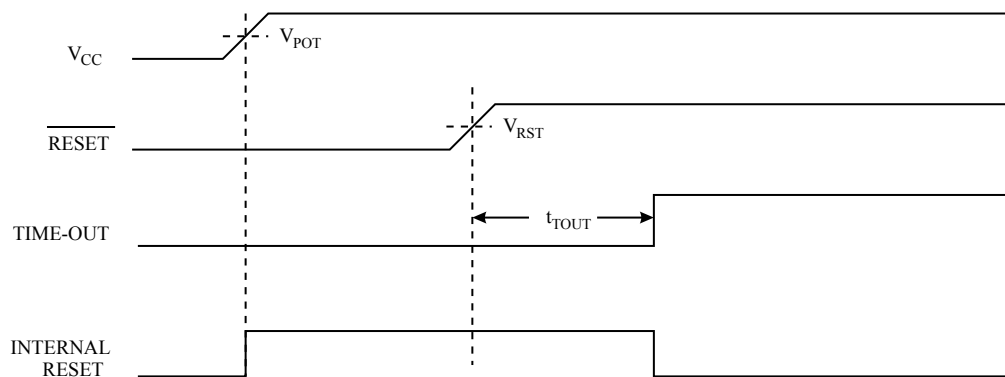 V_CC
V_POT
RESET
V_RST
t_TOUT
TIME-OUT
INTERNAL
RESET